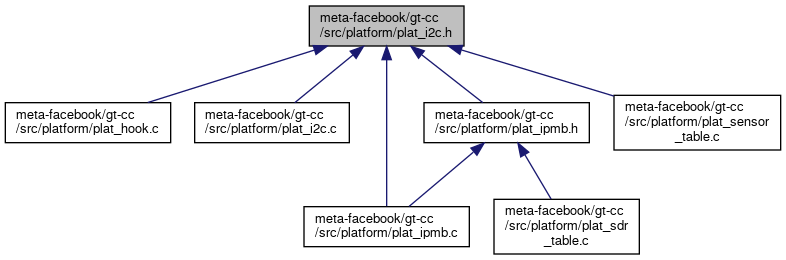 meta-facebook/gt-cc
/src/platform/plat_i2c.h
meta-facebook/gt-cc
/src/platform/plat_hook.c
meta-facebook/gt-cc
/src/platform/plat_i2c.c
meta-facebook/gt-cc
/src/platform/plat_ipmb.h
meta-facebook/gt-cc
/src/platform/plat_sensor
_table.c
meta-facebook/gt-cc
/src/platform/plat_ipmb.c
meta-facebook/gt-cc
/src/platform/plat_sdr
_table.c